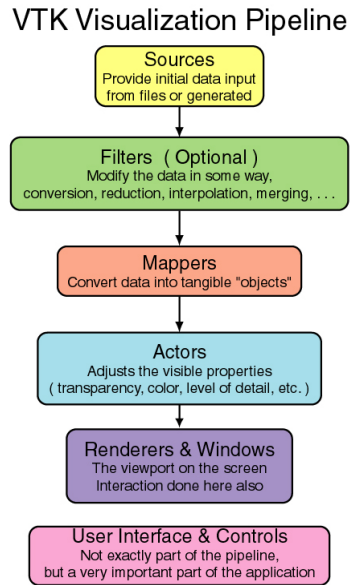 VTK Visualization Pipeline
Sources
Provide initial data input
from files or generated
Filters ( Optional )
Modify the data in some way,
conversion, reduction, interpolation, merging, . . .
Mappers
Convert data into tangible "objects"
Actors
Adjusts the visible properties
( transparency, color, level of detail, etc. )
Renderers & Windows
The viewport on the screen
Interaction done here also
User Interface & Controls
Not exactly part of the pipeline,
but a very important part of the application